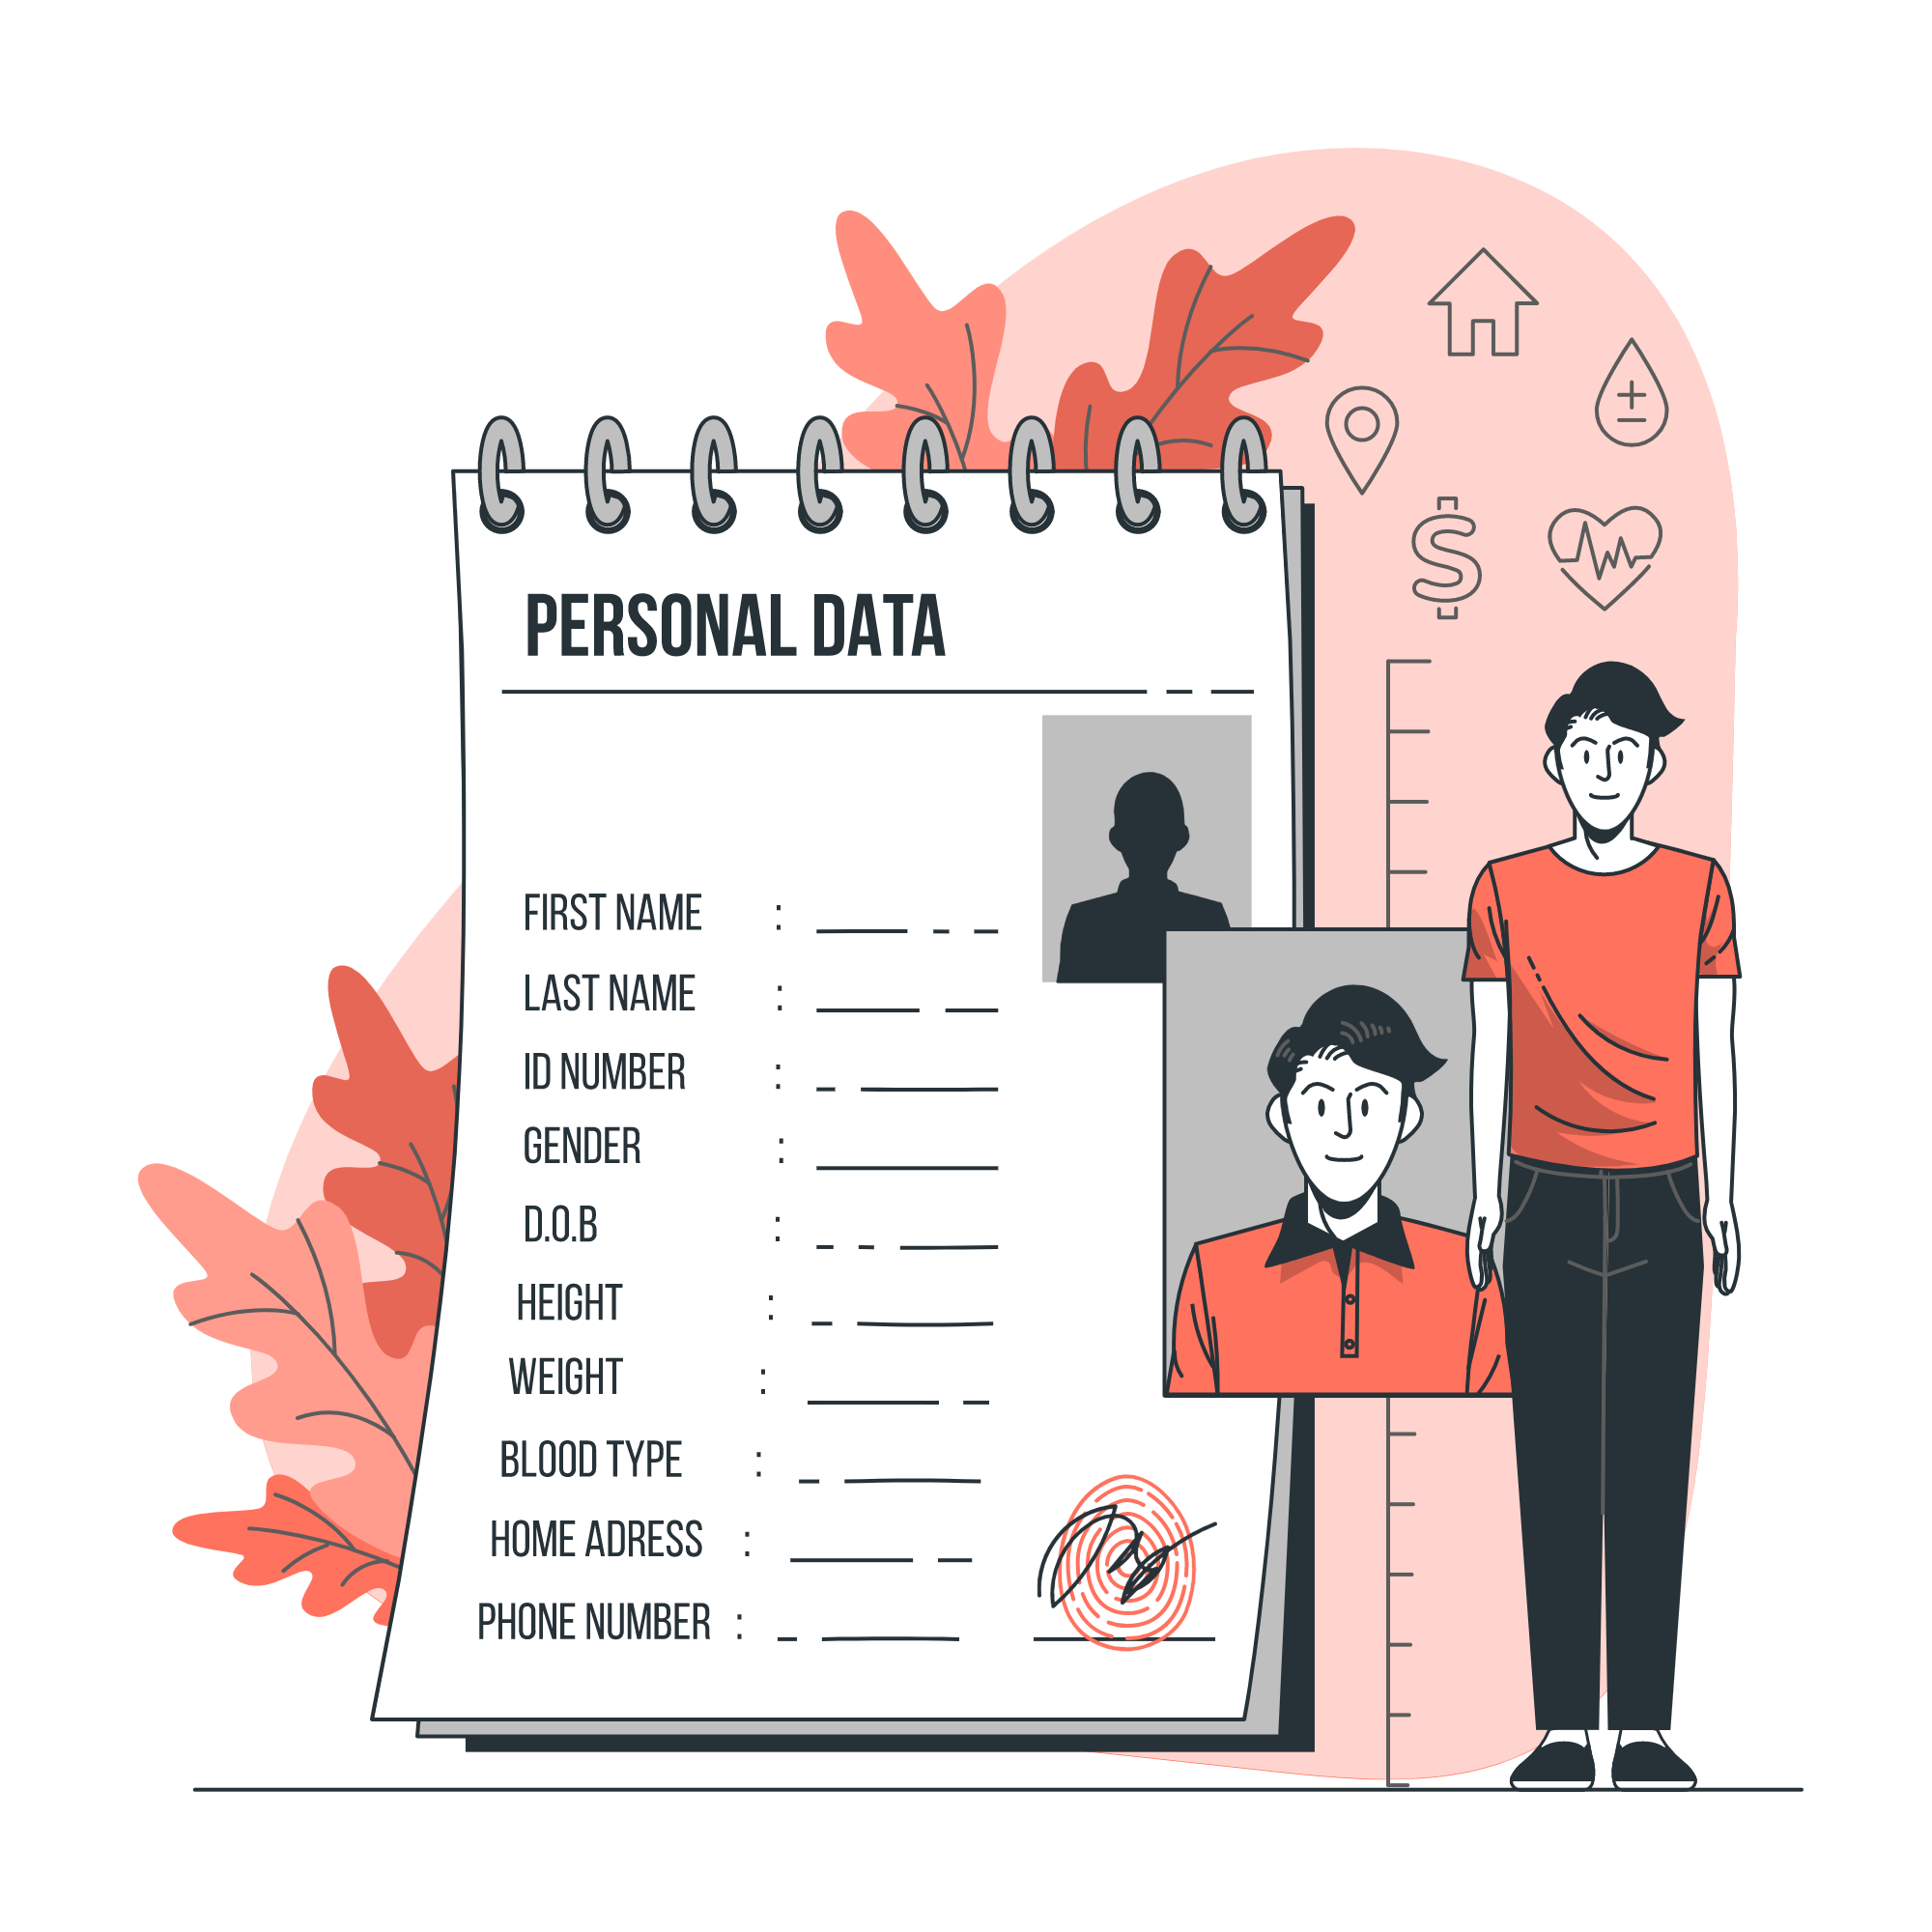 PERSONAL DATA
FIRST NAME :
LAST NAME :
ID NUMBER :
GENDER :
D.O.B :
HEIGHT :
WEIGHT :
BLOOD TYPE :
HOME ADRESS :
PHONE NUMBER :